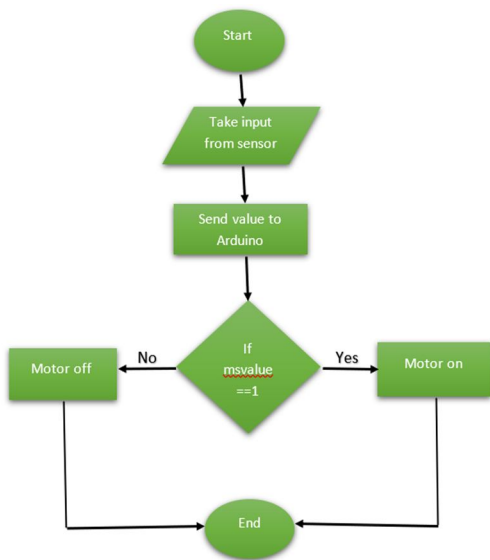 Start
Take input
from sensor
Send value to
Arduino
If
msvalue
==1
No
Yes
Motor off
Motor on
End